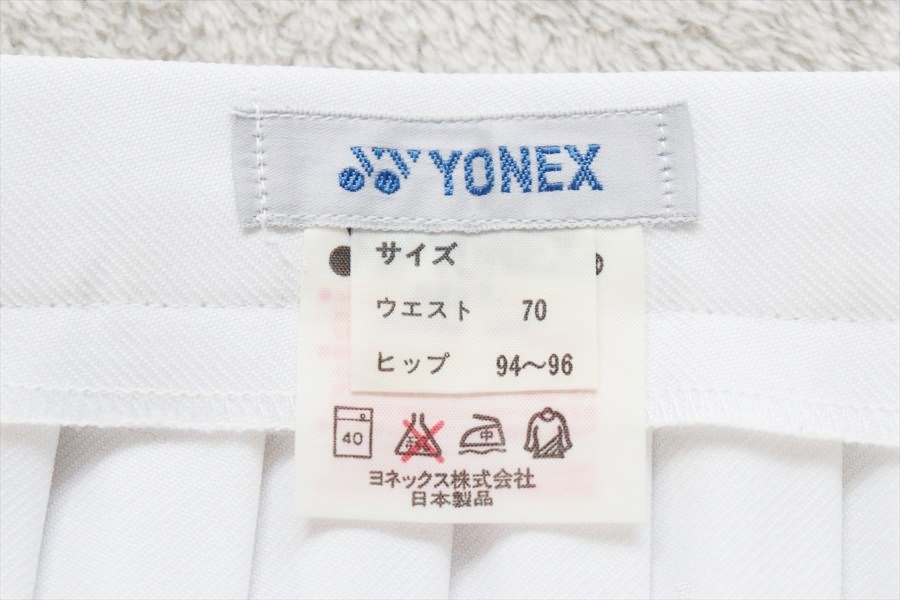 YONEX
サイズ
ウエスト 70
ヒップ 94～96
40 中
ヨネックス株式会社
日本製品